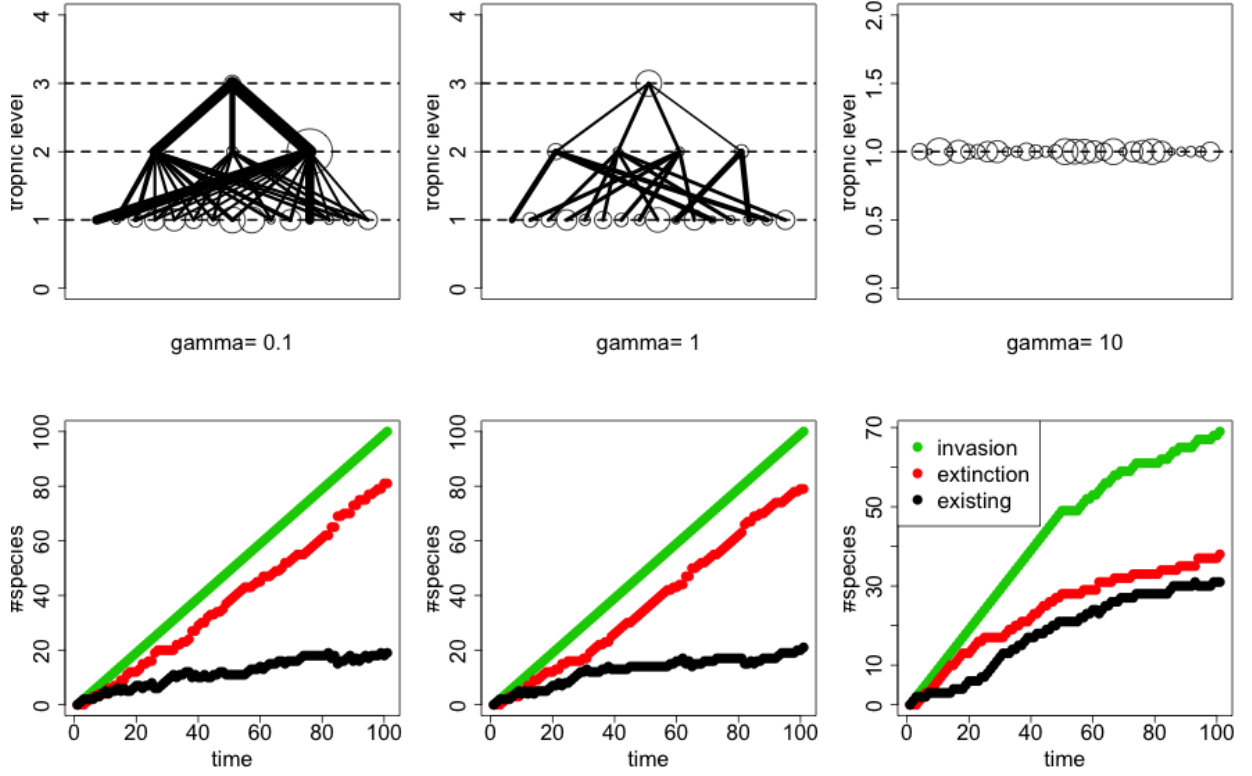 trophic level
0 1 2 3 4
gamma= 0.1
trophic level
0 1 2 3 4
gamma= 1
trophic level
0.0 0.5 1.0 1.5 2.0
gamma= 10
#species
0 20 40 60 80 100
0 20 40 60 80 100
time
#species
0 20 40 60 80 100
0 20 40 60 80 100
time
#species
0 10 30 50 70
invasion
extinction
existing
0 20 40 60 80 100
time